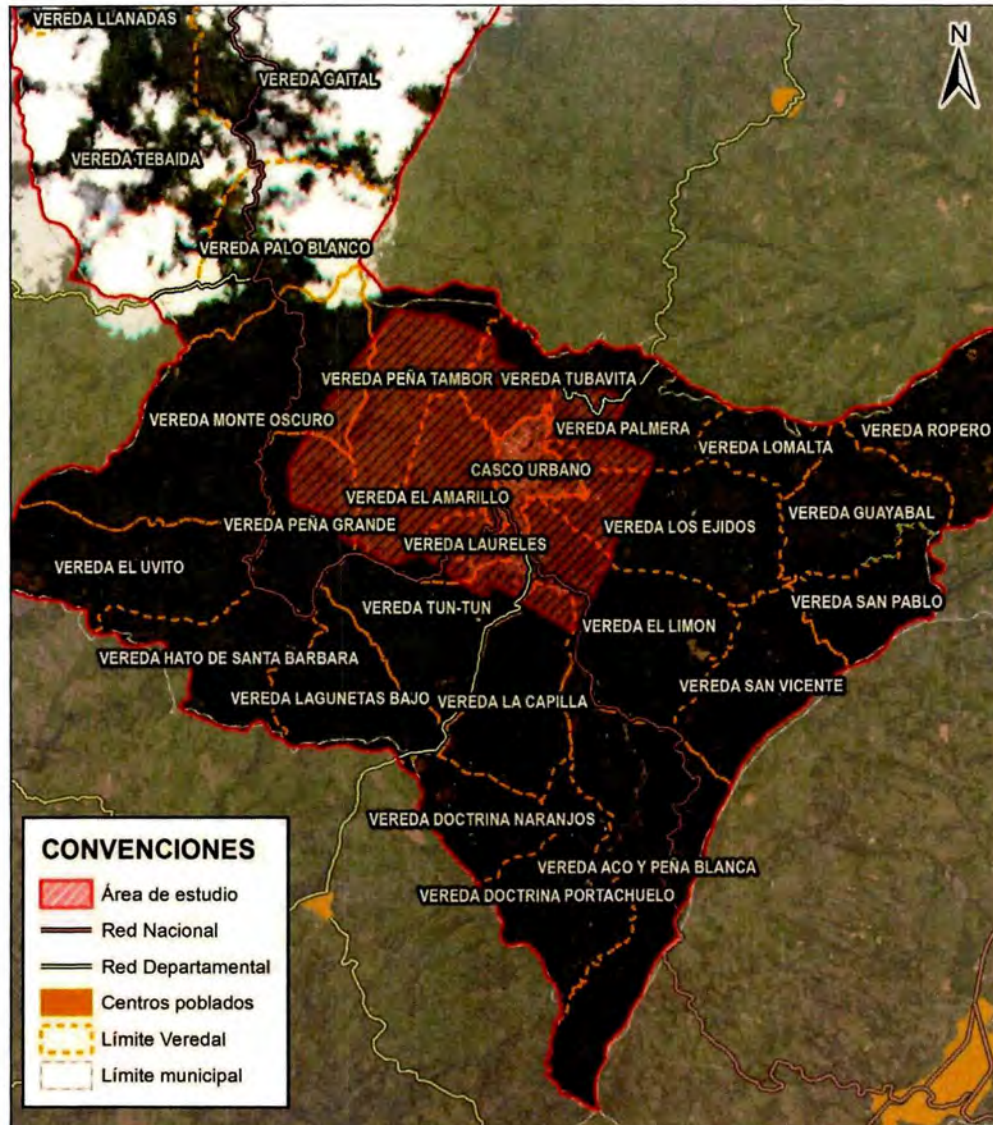 VEREDA LLANADAS
N
VEREDA GAITAL
VEREDA TEBAIDA
VEREDA PALO BLANCO
VEREDA PEÑA TAMBOR
VEREDA TUBAVITA
VEREDA MONTE OSCURO
VEREDA PALMERA
VEREDA ROPERO
VEREDA LOMALTA
CASCO URBANO
VEREDA EL AMARILLO
VEREDA GUAYABAL
VEREDA PEÑA GRANDE
VEREDA LOS EJIDOS
VEREDA LAURELES
VEREDA EL UVITO
VEREDA TUN-TUN
VEREDA SAN PABLO
VEREDA EL LIMON
VEREDA HATO DE SANTA BARBARA
VEREDA SAN VICENTE
VEREDA LAGUNETAS BAJO
VEREDA LA CAPILLA
VEREDA DOCTRINA NARANJOS
VEREDA ACO Y PEÑA BLANCA
VEREDA DOCTRINA PORTACHUELO
CONVENCIONES
Área de estudio
Red Nacional
Red Departamental
Centros poblados
Límite Veredal
Límite municipal